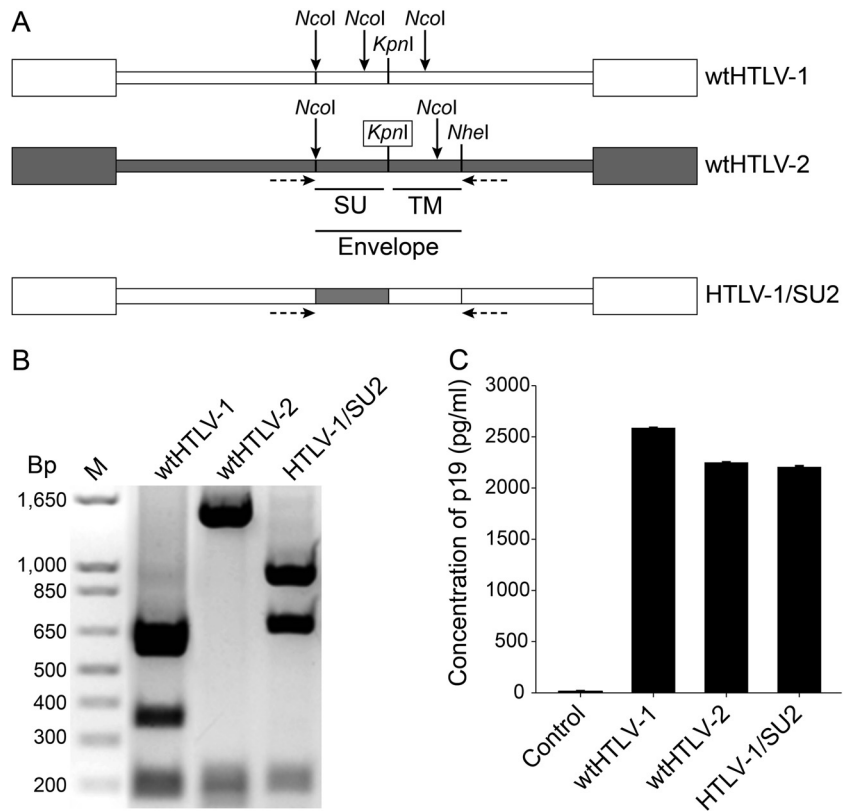 A
NcoI NcoI NcoI
KpnI
wtHTLV-1
NcoI NcoI
KpnI NheI
wtHTLV-2
SU TM
Envelope
HTLV-1/SU2
B
Bp M wtHTLV-1 wtHTLV-2 HTLV-1/SU2
1,650
1,000
850
650
500
400
300
200
C
Concentration of p19 (pg/ml)
3000
2500
2000
1500
1000
500
0
Control wtHTLV-1 wtHTLV-2 HTLV-1/SU2